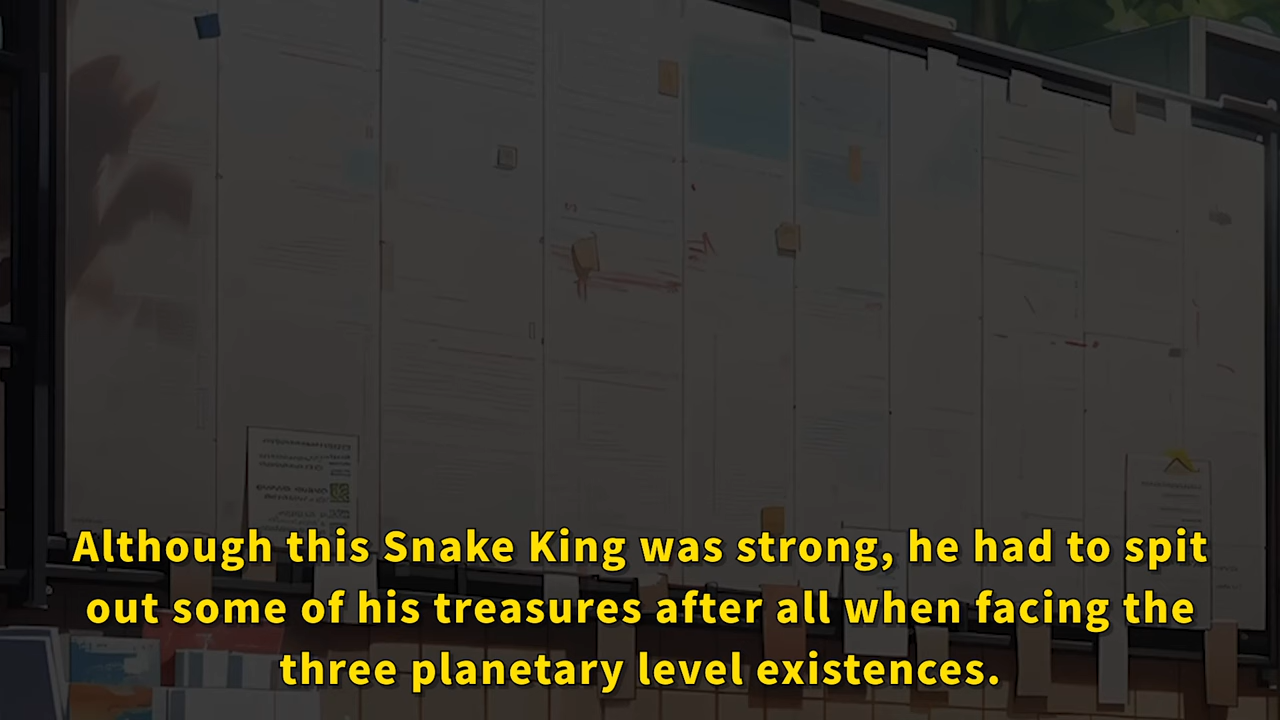 Although this Snake King was strong, he had to spit
out some of his treasures after all when facing the
three planetary level existences.